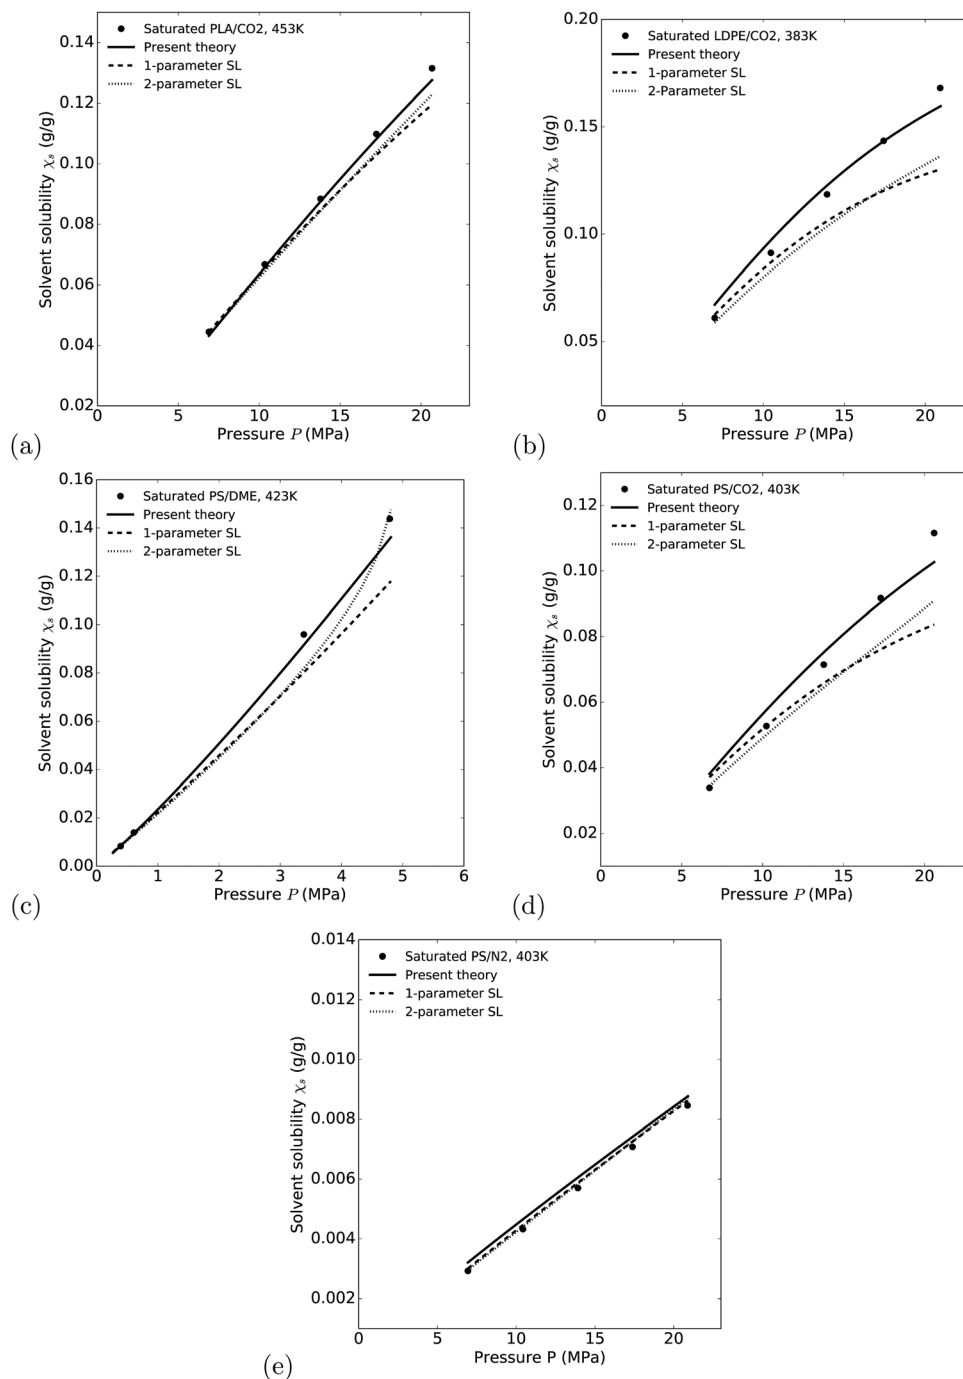 0.14
0.12
0.10
0.08
0.06
0.04
0.02
Solvent solubility χs (g/g)
Saturated PLA/CO2, 453K
Present theory
1-parameter SL
2-parameter SL
0 5 10 15 20
Pressure P (MPa)
(a)
0.20
0.15
0.10
0.05
Solvent solubility χs (g/g)
Saturated LDPE/CO2, 383K
Present theory
1-parameter SL
2-Parameter SL
0 5 10 15 20
Pressure P (MPa)
(b)
0.16
0.14
0.12
0.10
0.08
0.06
0.04
0.02
0.00
Solvent solubility χs (g/g)
Saturated PS/DME, 423K
Present theory
1-parameter SL
2-parameter SL
0 1 2 3 4 5 6
Pressure P (MPa)
(c)
0.12
0.10
0.08
0.06
0.04
0.02
Solvent solubility χs (g/g)
Saturated PS/CO2, 403K
Present theory
1-parameter SL
2-parameter SL
0 5 10 15 20
Pressure P (MPa)
(d)
0.014
0.012
0.010
0.008
0.006
0.004
0.002
Solvent solubility χs (g/g)
Saturated PS/N2, 403K
Present theory
1-parameter SL
2-parameter SL
0 5 10 15 20
Pressure P (MPa)
(e)